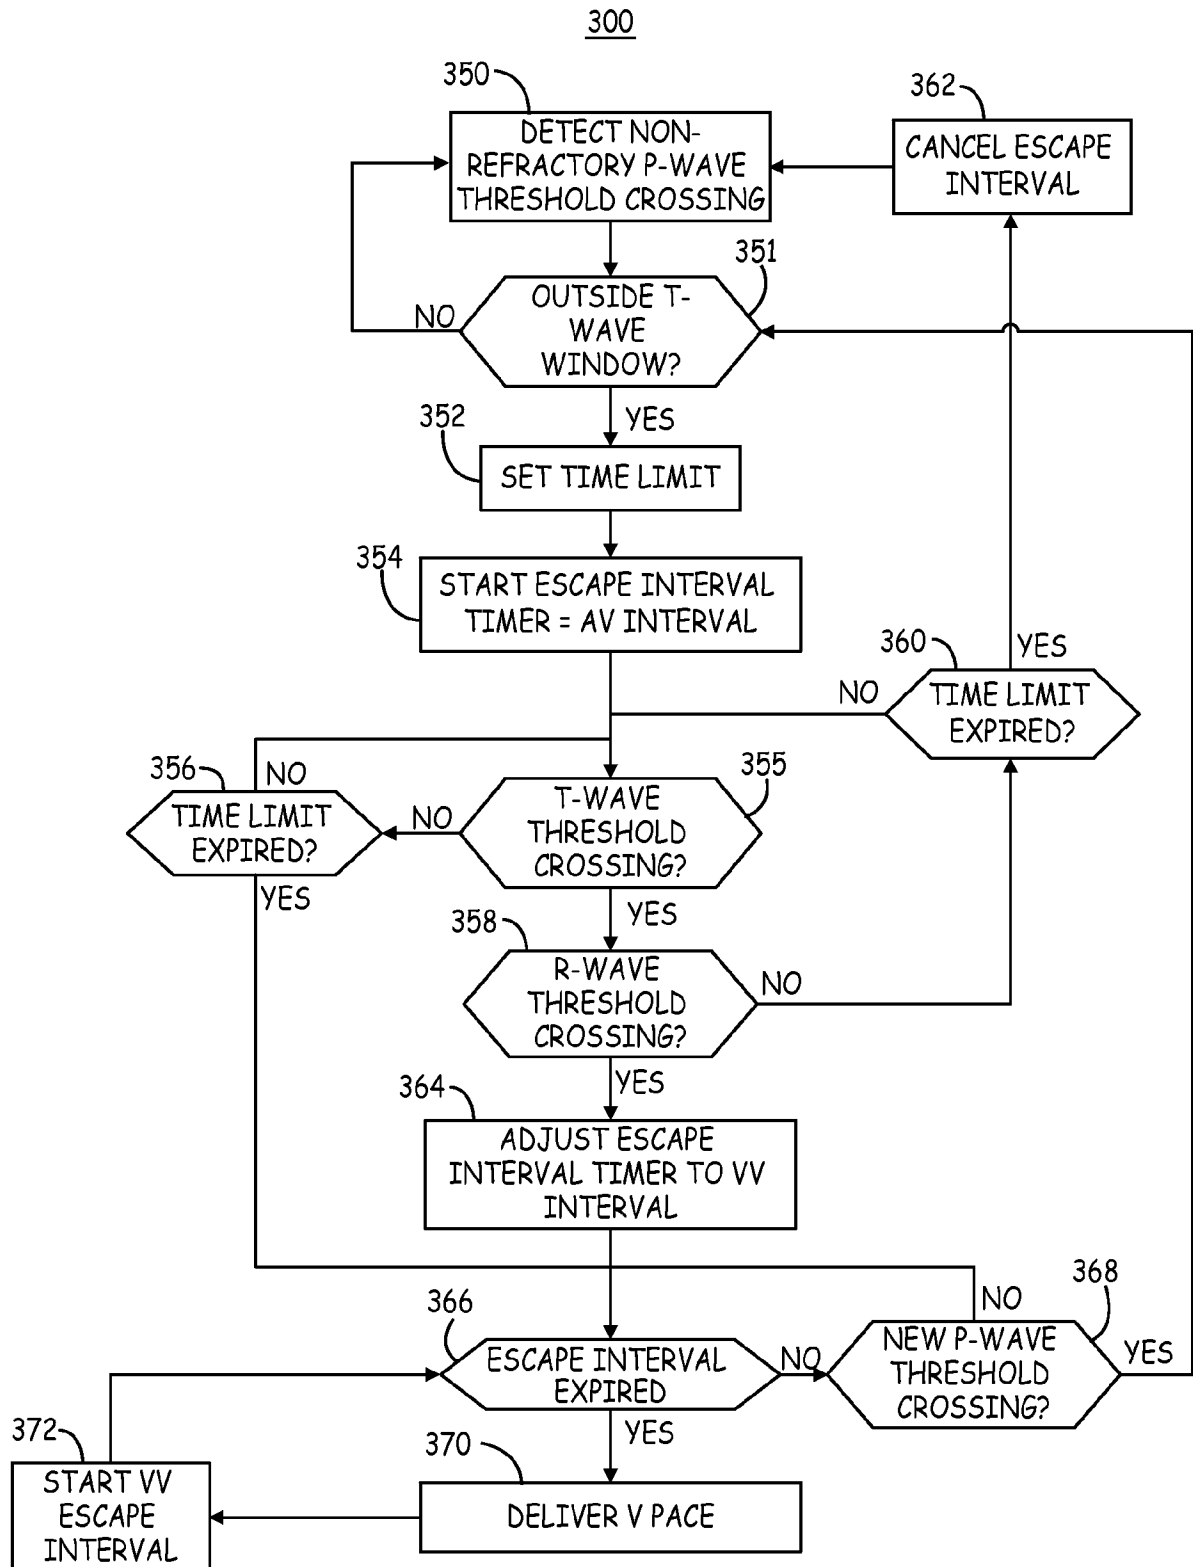 300
350
DETECT NON-
REFRACTORY P-WAVE
THRESHOLD CROSSING
362
CANCEL ESCAPE
INTERVAL
351
OUTSIDE T-
WAVE
WINDOW?
NO
YES
352
SET TIME LIMIT
354
START ESCAPE INTERVAL
TIMER = AV INTERVAL
360
YES
NO
TIME LIMIT
EXPIRED?
356
NO
TIME LIMIT
EXPIRED?
YES
355
NO
T-WAVE
THRESHOLD
CROSSING?
YES
358
R-WAVE
THRESHOLD
CROSSING?
NO
YES
364
ADJUST ESCAPE
INTERVAL TIMER TO VV
INTERVAL
366
ESCAPE INTERVAL
EXPIRED
NO
YES
368
NO
NEW P-WAVE
THRESHOLD
CROSSING?
YES
372
START VV
ESCAPE
INTERVAL
370
DELIVER V PACE